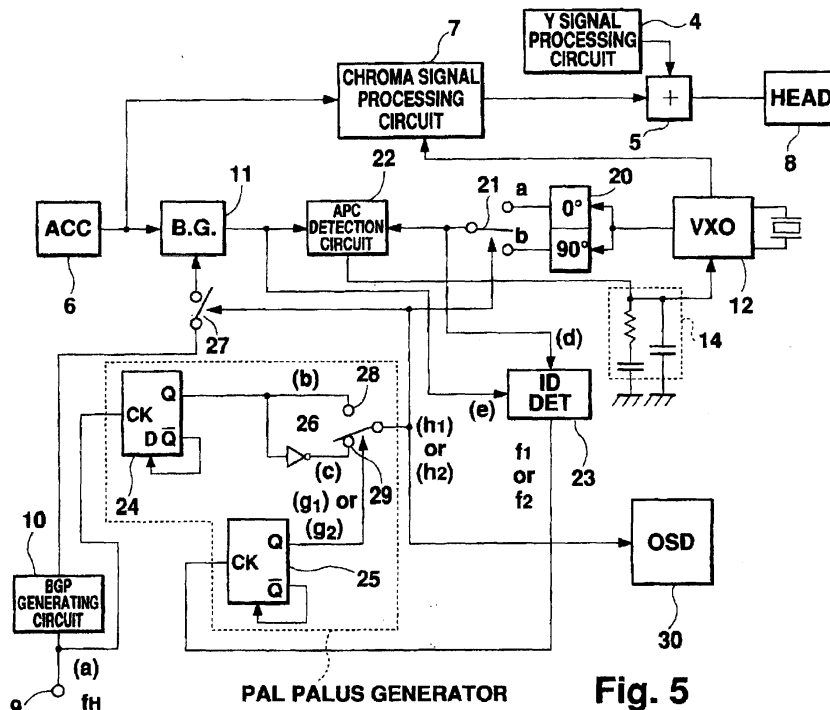 Y SIGNAL
PROCESSING
CIRCUIT
4
7
CHROMA SIGNAL
PROCESSING
CIRCUIT
+
5
HEAD
8
ACC
6
11
B.G.
22
APC
DETECTION
CIRCUIT
21
a
b
20
0°
90°
VXO
12
14
27
(d)
(e)
ID
DET
23
f1
or
f2
Q
CK
D Q
24
(b)
28
26
(c)
29
(g1) or
(g2)
(h1)
or
(h2)
Q
CK
Q
25
OSD
30
10
BGP
GENERATING
CIRCUIT
(a)
9
fH
PAL PALUS GENERATOR
Fig. 5